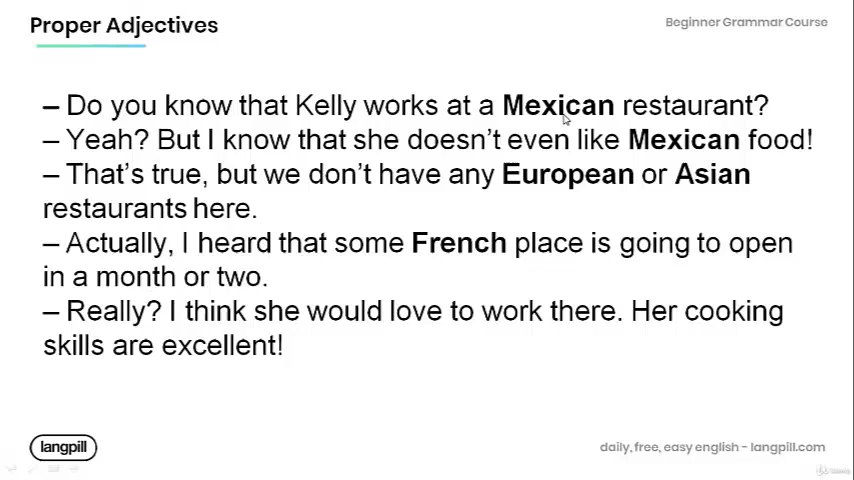 Proper Adjectives
Beginner Grammar Course
– Do you know that Kelly works at a Mexican restaurant?
– Yeah? But I know that she doesn’t even like Mexican food!
– That’s true, but we don’t have any European or Asian
restaurants here.
– Actually, I heard that some French place is going to open
in a month or two.
– Really? I think she would love to work there. Her cooking
skills are excellent!
langpill
daily, free, easy english - langpill.com
Udemy